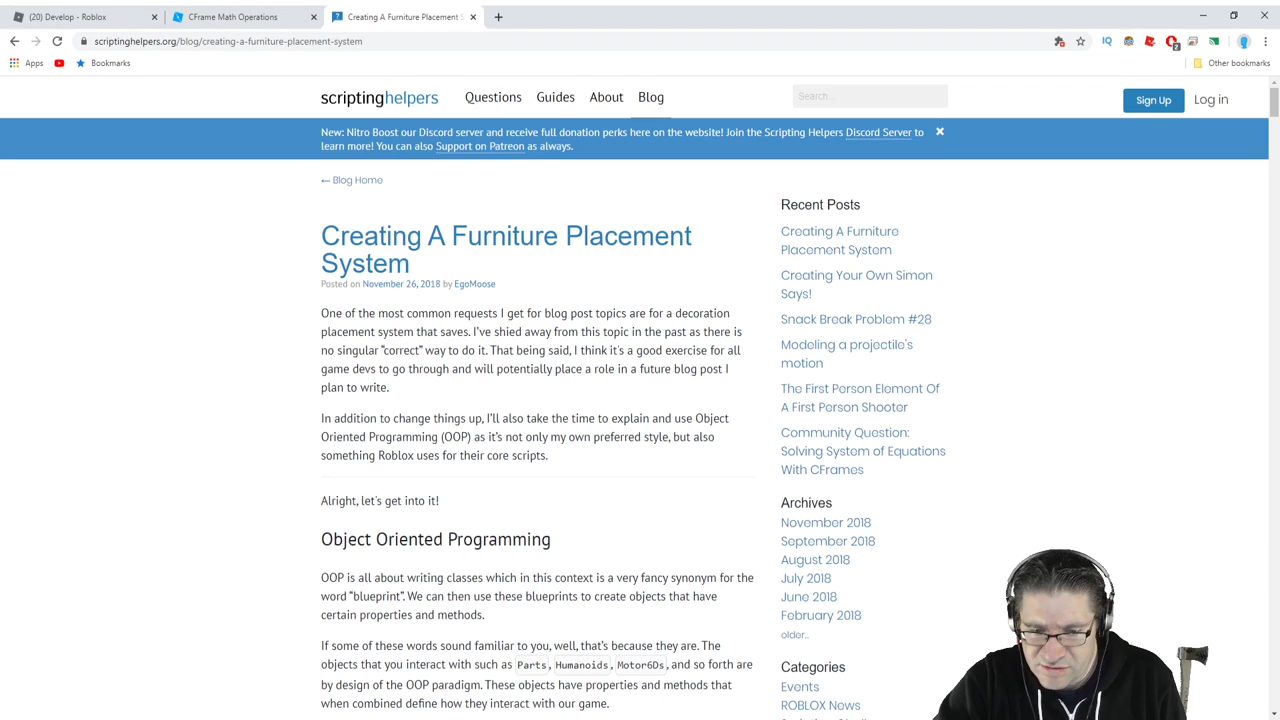 (20) Develop - Roblox
CFrame Math Operations
Creating A Furniture Placement S
scriptinghelpers.org/blog/creating-a-furniture-placement-system
Apps
Bookmarks
Other bookmarks
scriptinghelpers
Questions
Guides
About
Blog
Search...
Sign Up
Log in
New: Nitro Boost our Discord server and receive full donation perks here on the website! Join the Scripting Helpers Discord Server to
learn more! You can also Support on Patreon as always.
← Blog Home
Creating A Furniture Placement
System
Posted on November 26, 2018 by EgoMoose
One of the most common requests I get for blog post topics are for a decoration
placement system that saves. I've shied away from this topic in the past as there is
no singular "correct" way to do it. That being said, I think it's a good exercise for all
game devs to go through and will potentially place a role in a future blog post I
plan to write.
In addition to change things up, I'll also take the time to explain and use Object
Oriented Programming (OOP) as it's not only my own preferred style, but also
something Roblox uses for their core scripts.
Alright, let's get into it!
Object Oriented Programming
OOP is all about writing classes which in this context is a very fancy synonym for the
word "blueprint". We can then use these blueprints to create objects that have
certain properties and methods.
If some of these words sound familiar to you, well, that's because they are. The
objects that you interact with such as Parts, Humanoids, Motor6Ds, and so forth are
by design of the OOP paradigm. These objects have properties and methods that
when combined define how they interact with our game.
Recent Posts
Creating A Furniture
Placement System
Creating Your Own Simon
Says!
Snack Break Problem #28
Modeling a projectile's
motion
The First Person Element Of
A First Person Shooter
Community Question:
Solving System of Equations
With CFrames
Archives
November 2018
September 2018
August 2018
July 2018
June 2018
February 2018
older...
Categories
Events
ROBLOX News